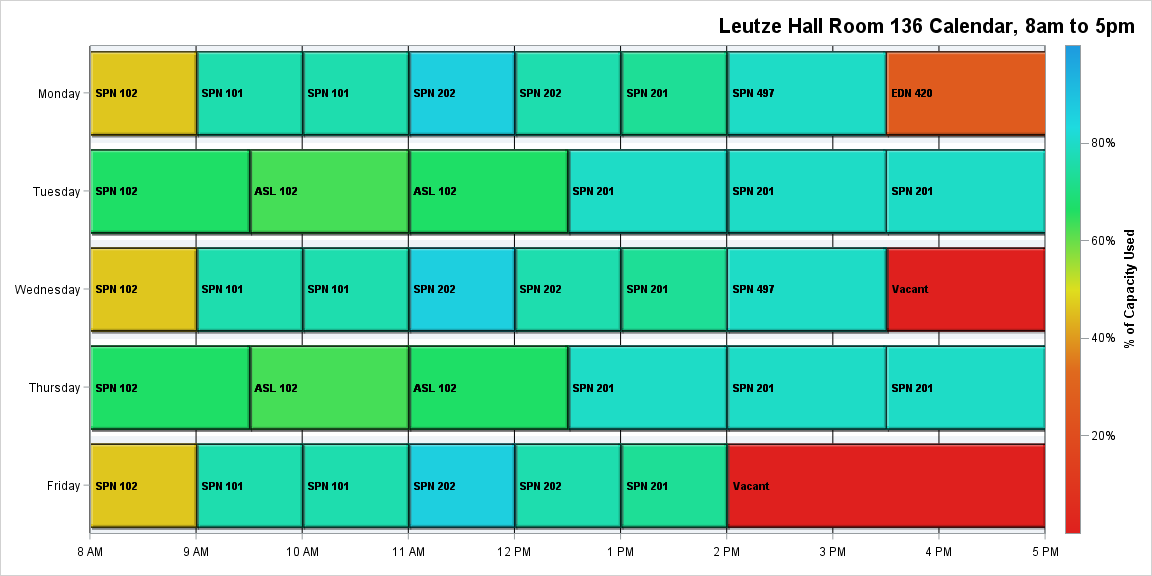 Leutze Hall Room 136 Calendar, 8am to 5pm
Monday
SPN 102
SPN 101
SPN 101
SPN 202
SPN 202
SPN 201
SPN 497
EDN 420
Tuesday
SPN 102
ASL 102
ASL 102
SPN 201
SPN 201
SPN 201
Wednesday
SPN 102
SPN 101
SPN 101
SPN 202
SPN 202
SPN 201
SPN 497
Vacant
Thursday
SPN 102
ASL 102
ASL 102
SPN 201
SPN 201
SPN 201
Friday
SPN 102
SPN 101
SPN 101
SPN 202
SPN 202
SPN 201
Vacant
8 AM
9 AM
10 AM
11 AM
12 PM
1 PM
2 PM
3 PM
4 PM
5 PM
80%
60%
40%
20%
% of Capacity Used